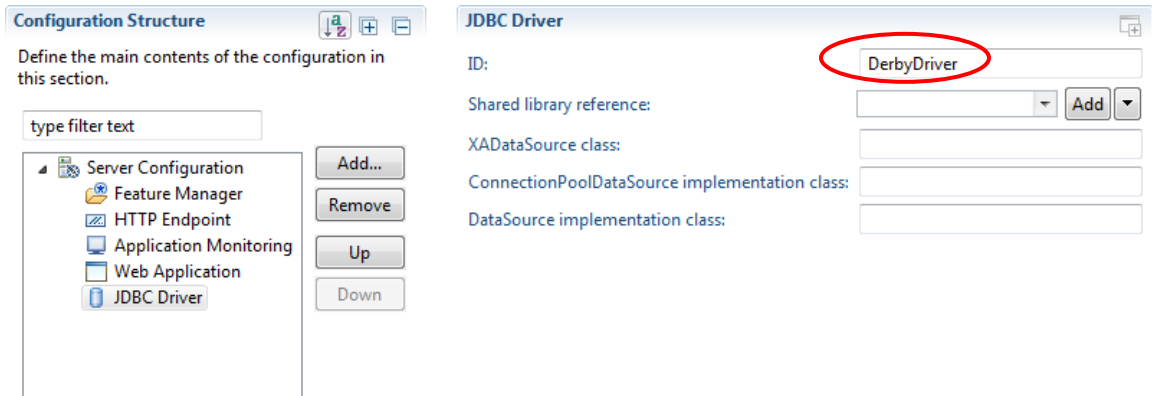 Configuration Structure
Define the main contents of the configuration in
this section.
type filter text
Server Configuration
Feature Manager
HTTP Endpoint
Application Monitoring
Web Application
JDBC Driver
Add...
Remove
Up
Down
JDBC Driver
ID: DerbyDriver
Shared library reference: Add
XADataSource class:
ConnectionPoolDataSource implementation class:
DataSource implementation class: